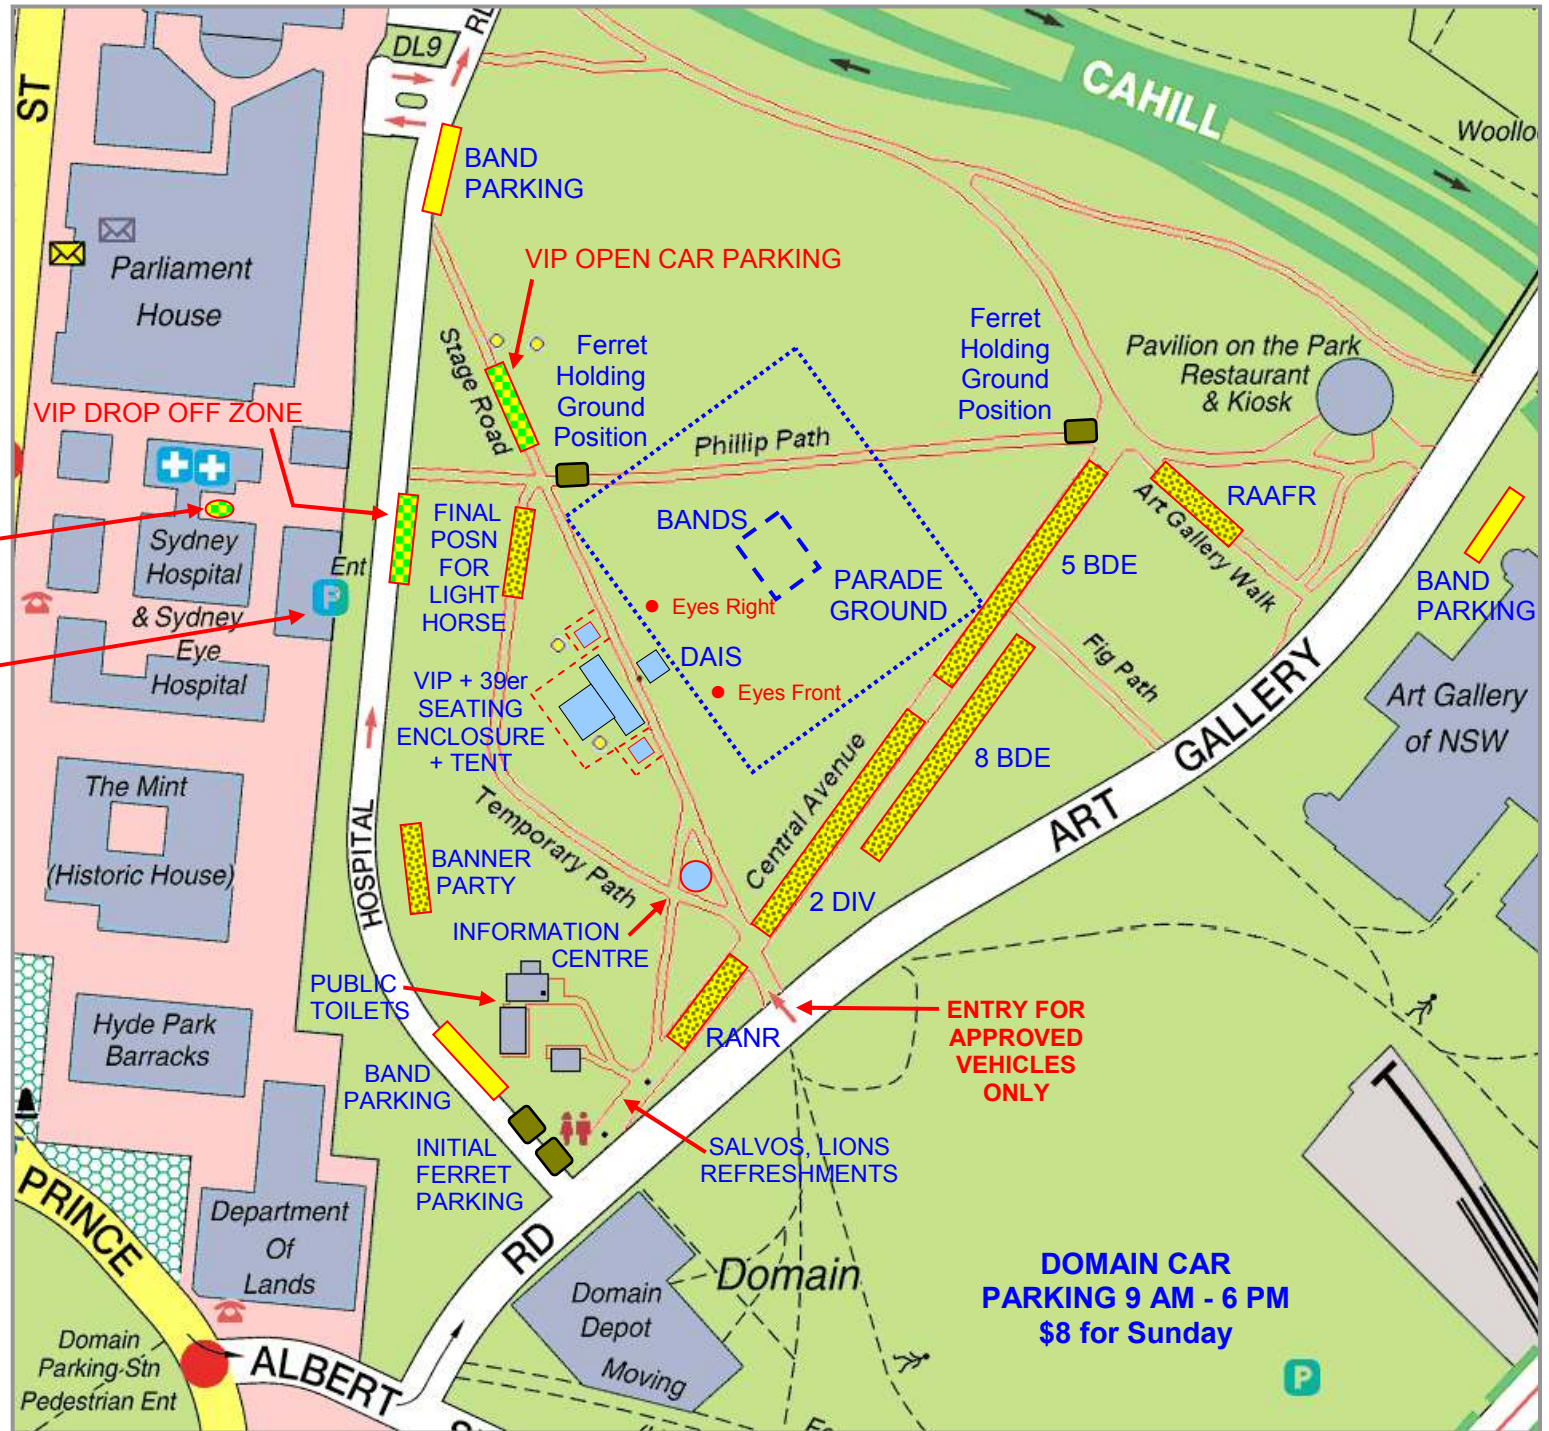 ST
DL9
RD
CAHILL
Woolloo
BAND
PARKING
Parliament
House
VIP OPEN CAR PARKING
Stage Road
Ferret
Holding
Ground
Position
Ferret
Holding
Ground
Position
Pavilion on the Park
Restaurant
& Kiosk
VIP DROP OFF ZONE
Phillip Path
RAAFR
Art Gallery Walk
BAND
PARKING
Sydney
Hospital
& Sydney
Eye
Hospital
Ent
P
FINAL
POSN
FOR
LIGHT
HORSE
BANDS
PARADE
GROUND
5 BDE
Eyes Right
DAIS
Eyes Front
Fig Path
VIP + 39er
SEATING
ENCLOSURE
+ TENT
8 BDE
Art Gallery
of NSW
The Mint
(Historic House)
HOSPITAL
Temporary Path
Central Avenue
ART GALLERY
BANNER
PARTY
2 DIV
INFORMATION
CENTRE
PUBLIC
TOILETS
RANR
ENTRY FOR
APPROVED
VEHICLES
ONLY
Hyde Park
Barracks
BAND
PARKING
INITIAL
FERRET
PARKING
SALVOS, LIONS
REFRESHMENTS
PRINCE
Department
Of
Lands
RD
Domain
Domain
Depot
Moving
DOMAIN CAR
PARKING 9 AM - 6 PM
$8 for Sunday
Domain
Parking-Stn
Pedestrian Ent
ALBERT
P